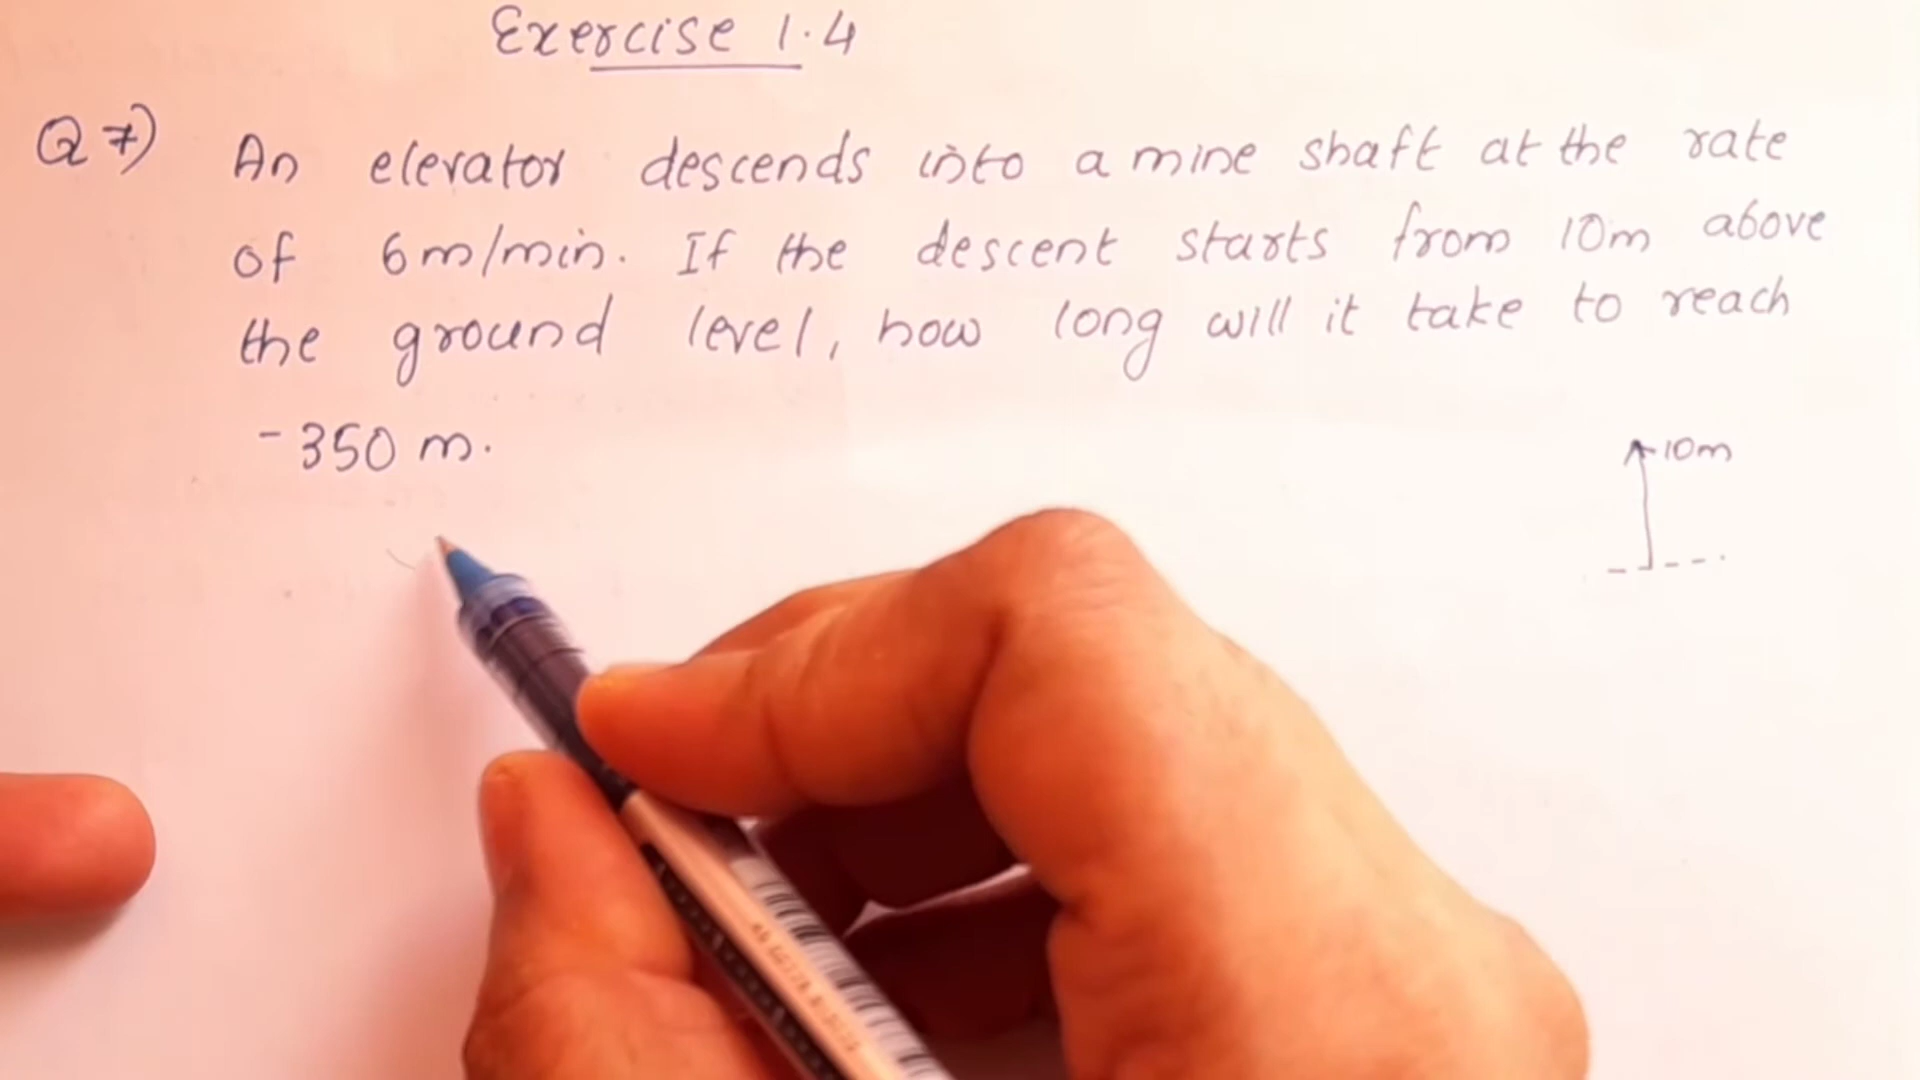 Exercise 1.4
Q7) An elevator descends into a mine shaft at the rate
of 6m/min. If the descent starts from 10m above
the ground level, how long will it take to reach
-350 m.
10m